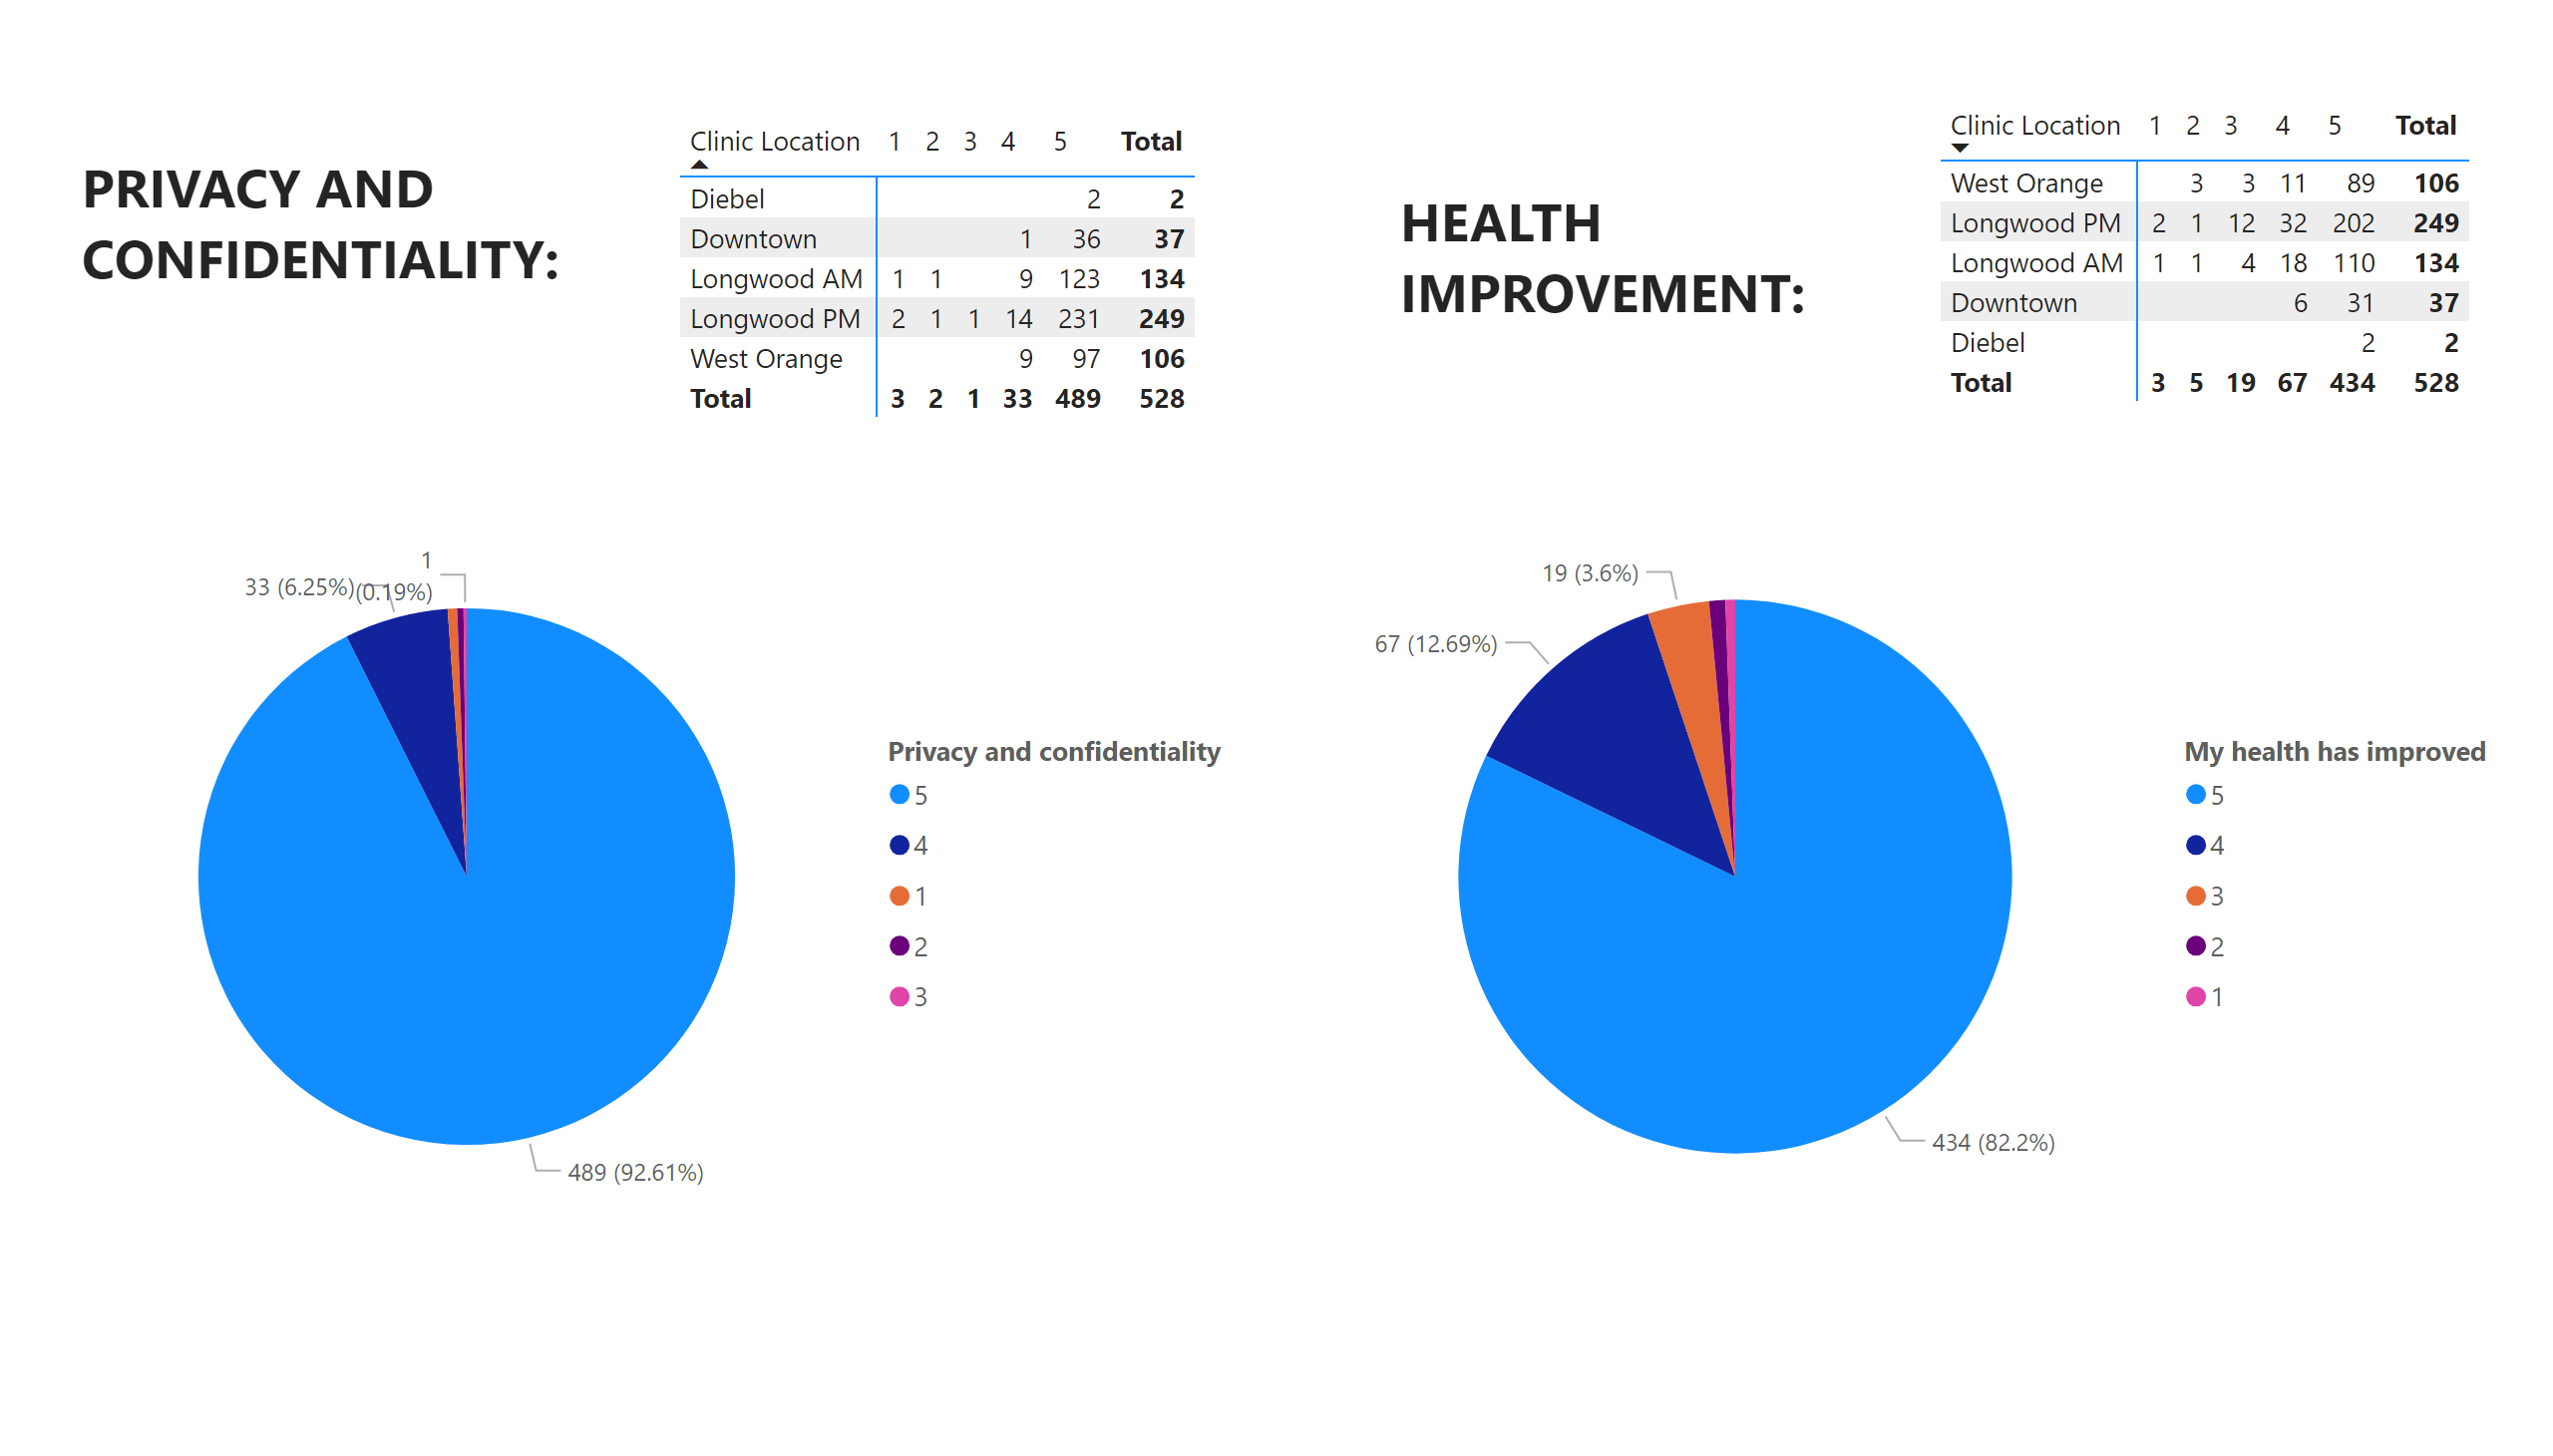 PRIVACY AND
CONFIDENTIALITY:
Clinic Location 1 2 3 4 5 Total
Diebel 2 2
Downtown 1 36 37
Longwood AM 1 1 9 123 134
Longwood PM 2 1 1 14 231 249
West Orange 9 97 106
Total 3 2 1 33 489 528
HEALTH
IMPROVEMENT:
Clinic Location 1 2 3 4 5 Total
West Orange 3 3 11 89 106
Longwood PM 2 1 12 32 202 249
Longwood AM 1 1 4 18 110 134
Downtown 6 31 37
Diebel 2 2
Total 3 5 19 67 434 528
1
(0.19%)
33 (6.25%)
489 (92.61%)
Privacy and confidentiality
5
4
1
2
3
19 (3.6%)
67 (12.69%)
434 (82.2%)
My health has improved
5
4
3
2
1